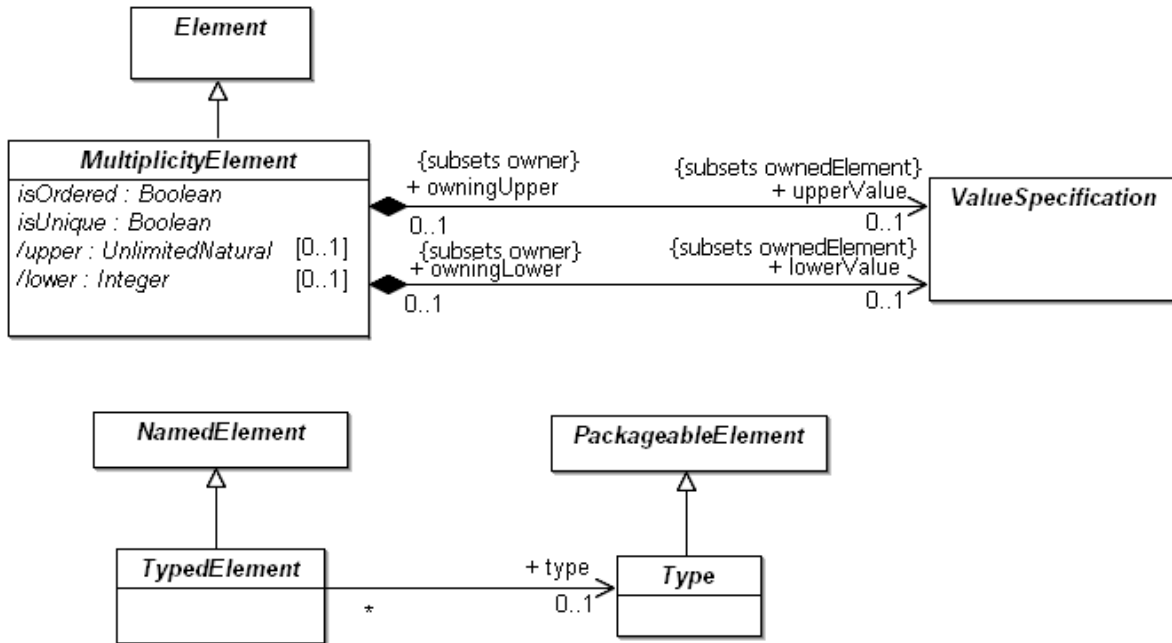 Element
MultiplicityElement
isOrdered : Boolean
isUnique : Boolean
/upper : UnlimitedNatural [0..1]
/lower : Integer [0..1]
{subsets owner}
+ owningUpper
0..1
{subsets ownedElement}
+ upperValue
0..1
{subsets owner}
+ owningLower
0..1
{subsets ownedElement}
+ lowerValue
0..1
ValueSpecification
NamedElement
PackageableElement
TypedElement
*
+ type
0..1
Type